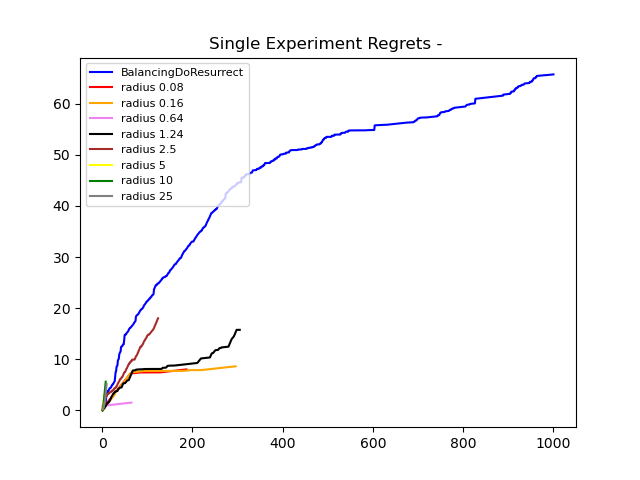 Single Experiment Regrets -
BalancingDoResurrect
radius 0.08
radius 0.16
radius 0.64
radius 1.24
radius 2.5
radius 5
radius 10
radius 25
60
50
40
30
20
10
0
0 200 400 600 800 1000